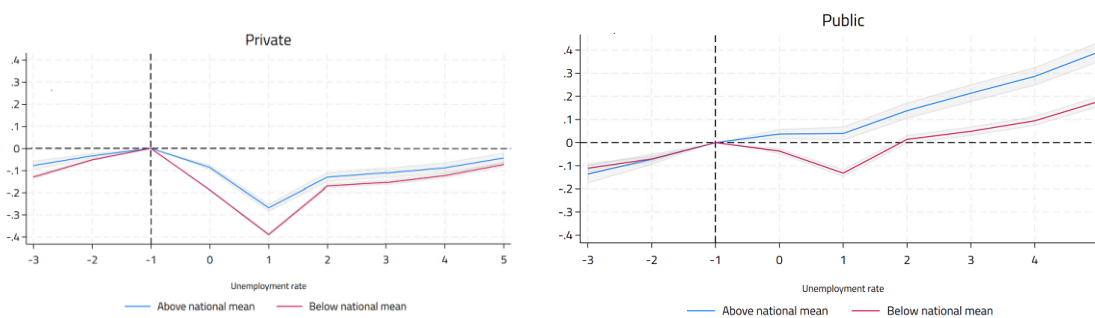 Private
.4
.3
.2
.1
0
-.1
-.2
-.3
-.4
-3 -2 -1 0 1 2 3 4 5
Unemployment rate
Above national mean Below national mean
Public
.4
.3
.2
.1
0
-.1
-.2
-.3
-.4
-3 -2 -1 0 1 2 3 4
Unemployment rate
Above national mean Below national mean